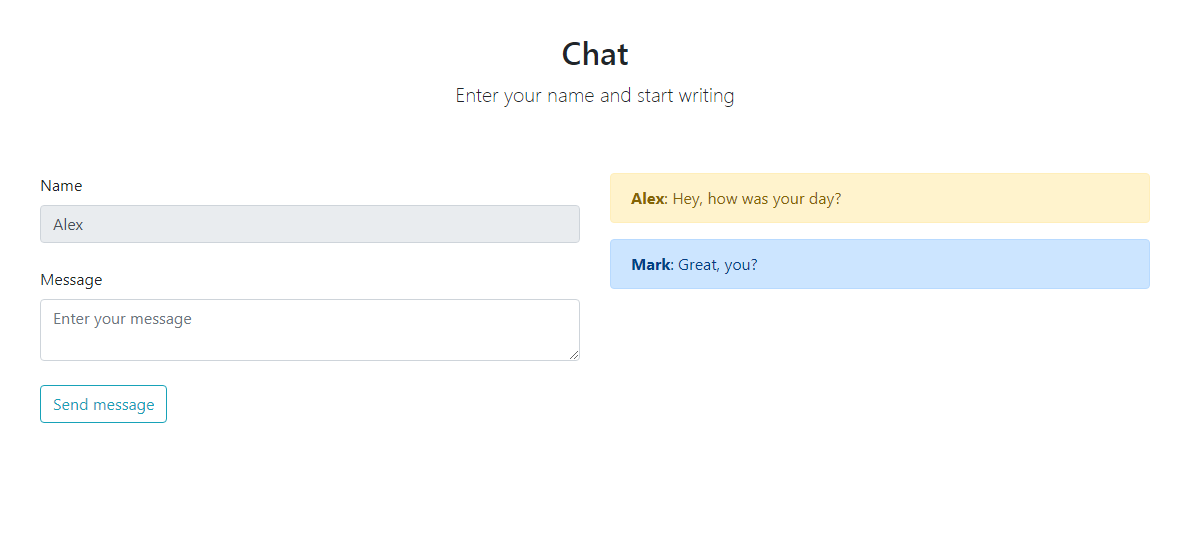 Chat
Enter your name and start writing
Name
Alex
Message
Enter your message
Send message
Alex: Hey, how was your day?
Mark: Great, you?